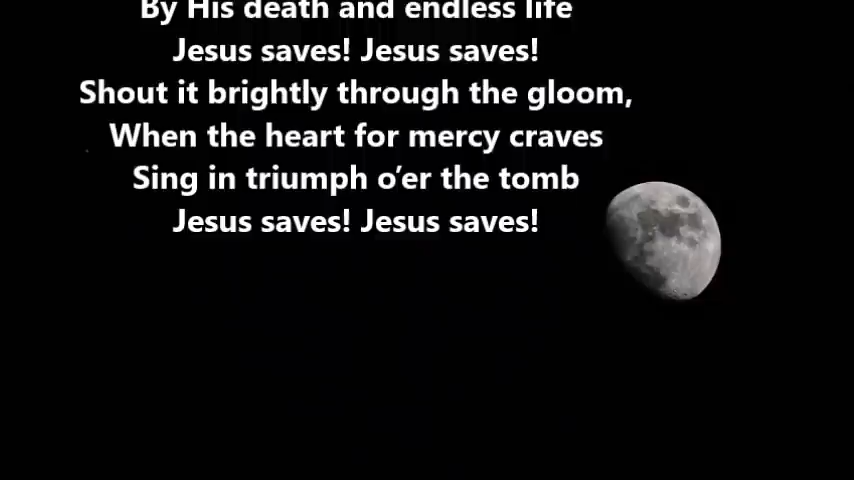 By His death and endless life
Jesus saves! Jesus saves!
Shout it brightly through the gloom,
When the heart for mercy craves
Sing in triumph o’er the tomb
Jesus saves! Jesus saves!